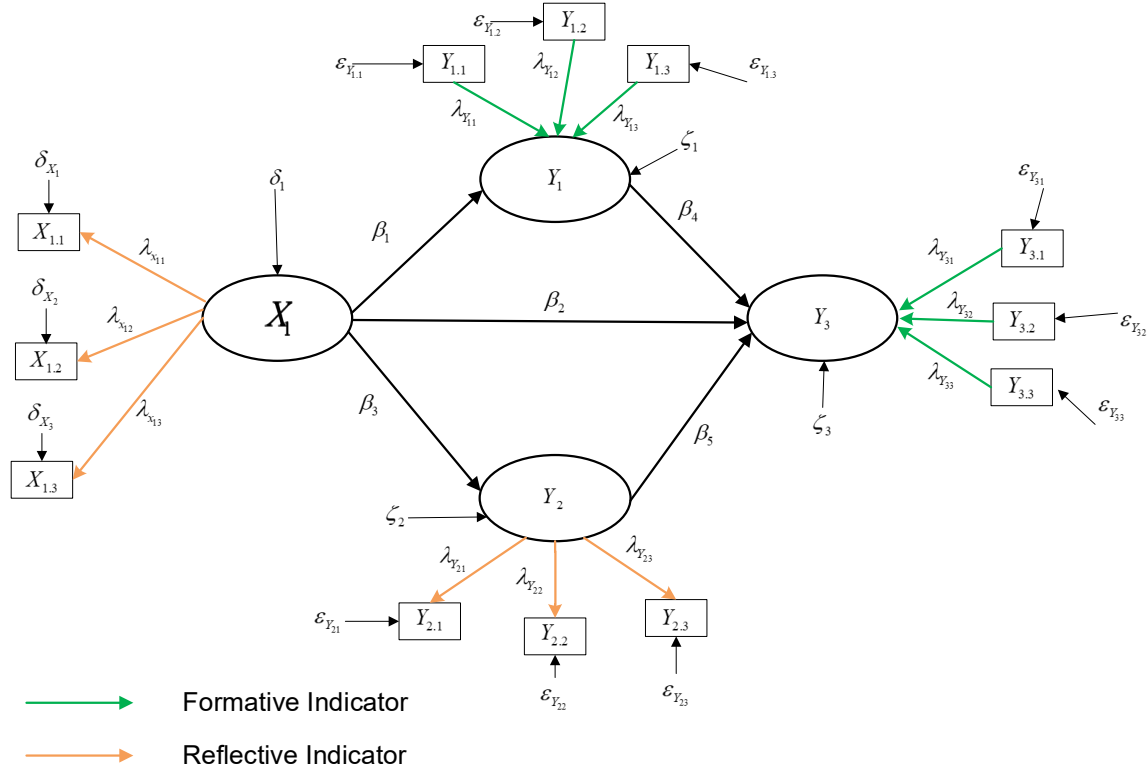 ε_{Y_{1.2}} Y_{1.2}
ε_{Y_{1.1}} Y_{1.1} λ_{Y_{12}} Y_{1.3} ε_{Y_{1.3}}
λ_{Y_{11}} λ_{Y_{13}}
δ_{X_1} δ_1 Y_1 ζ_1
X_{1.1} λ_{x_{11}} β_1 β_4 ε_{Y_{31}}
λ_{Y_{31}} Y_{3.1}
δ_{X_2} λ_{x_{12}} X_1 β_2 Y_3 λ_{Y_{32}} Y_{3.2} ε_{Y_{32}}
X_{1.2} λ_{Y_{33}} Y_{3.3}
δ_{X_3} λ_{x_{13}} β_3 β_5 ζ_3 ε_{Y_{33}}
X_{1.3}
ζ_2 Y_2
λ_{Y_{21}} λ_{Y_{22}} λ_{Y_{23}}
ε_{Y_{21}} Y_{2.1} Y_{2.2} Y_{2.3}
ε_{Y_{22}} ε_{Y_{23}}
Formative Indicator
Reflective Indicator